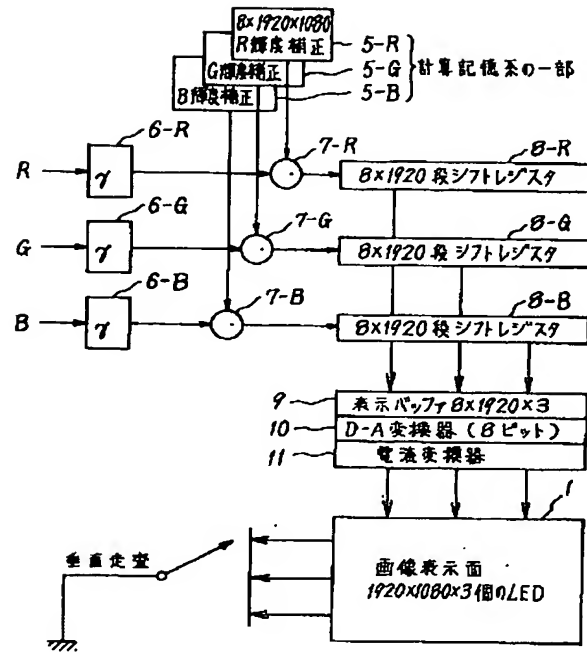 8×1920×1080
R輝度補正
5-R
G輝度補正
5-G
計算記憶系の一部
B輝度補正
5-B
6-R
7-R
8-R
R
γ
8×1920段シフトレジスタ
6-G
7-G
8-G
G
γ
8×1920段シフトレジスタ
6-B
7-B
8-B
B
γ
8×1920段シフトレジスタ
9
表示バッファ8×1920×3
10
D-A変換器(8ビット)
11
電流変換器
1
垂直走査
画像表示面
1920×1080×3個のLED